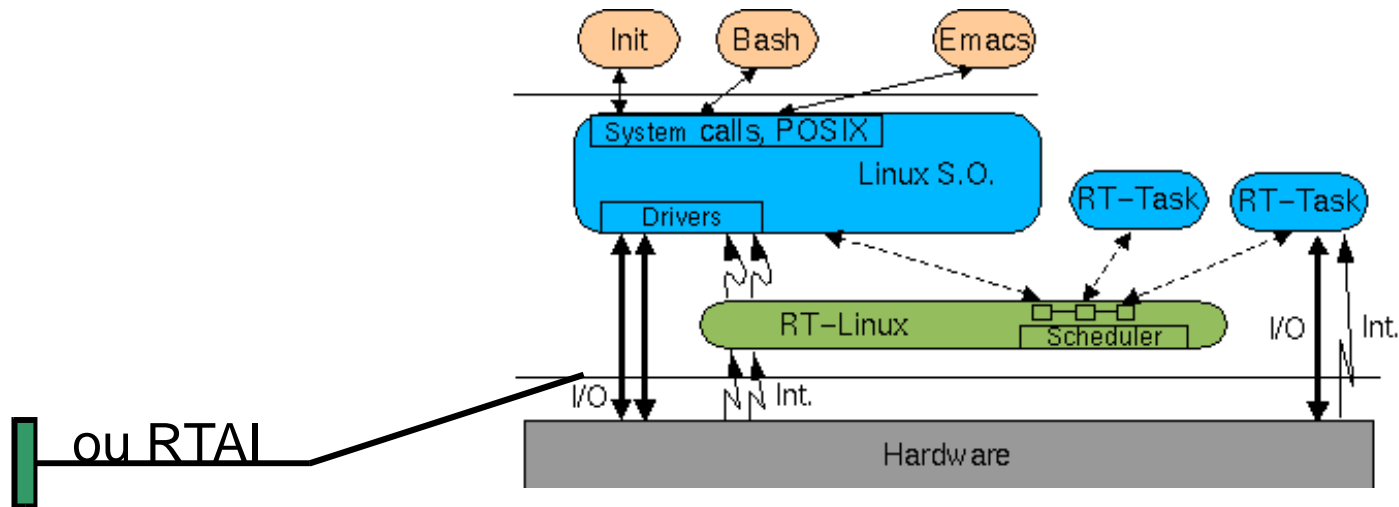 Init Bash Emacs
System calls, POSIX
Linux S.O.
RT-Task RT-Task
Drivers
RT-Linux
Scheduler
I/O Int.
I/O Int.
ou RTAI
Hardware